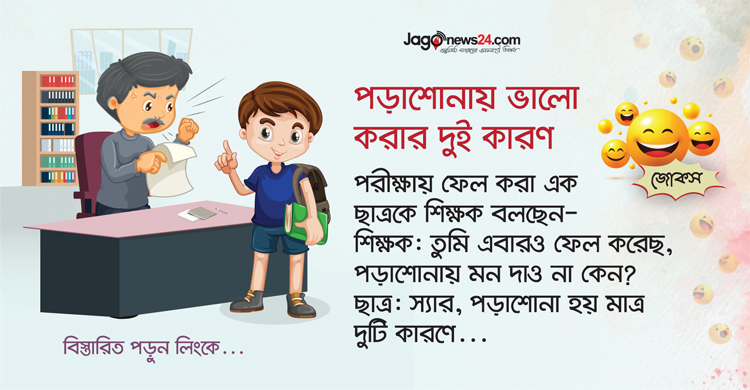 Jagonews24.com
পড়াশোনায় ভালো
করার দুই কারণ
জোকস
পরীক্ষায় ফেল করা এক
ছাত্রকে শিক্ষক বলছেন-
শিক্ষক: তুমি এবারও ফেল করেছ,
পড়াশোনায় মন দাও না কেন?
ছাত্র: স্যার, পড়াশোনা হয় মাত্র
দুটি কারণে...
বিস্তারিত পড়ুন লিংকে...